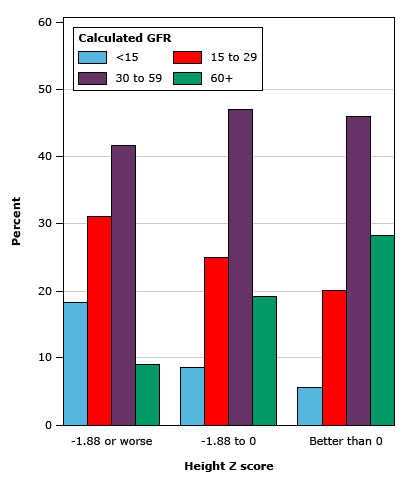 60
50
40
30
20
10
0
Percent
Calculated GFR
<15
15 to 29
30 to 59
60+
-1.88 or worse
-1.88 to 0
Better than 0
Height Z score